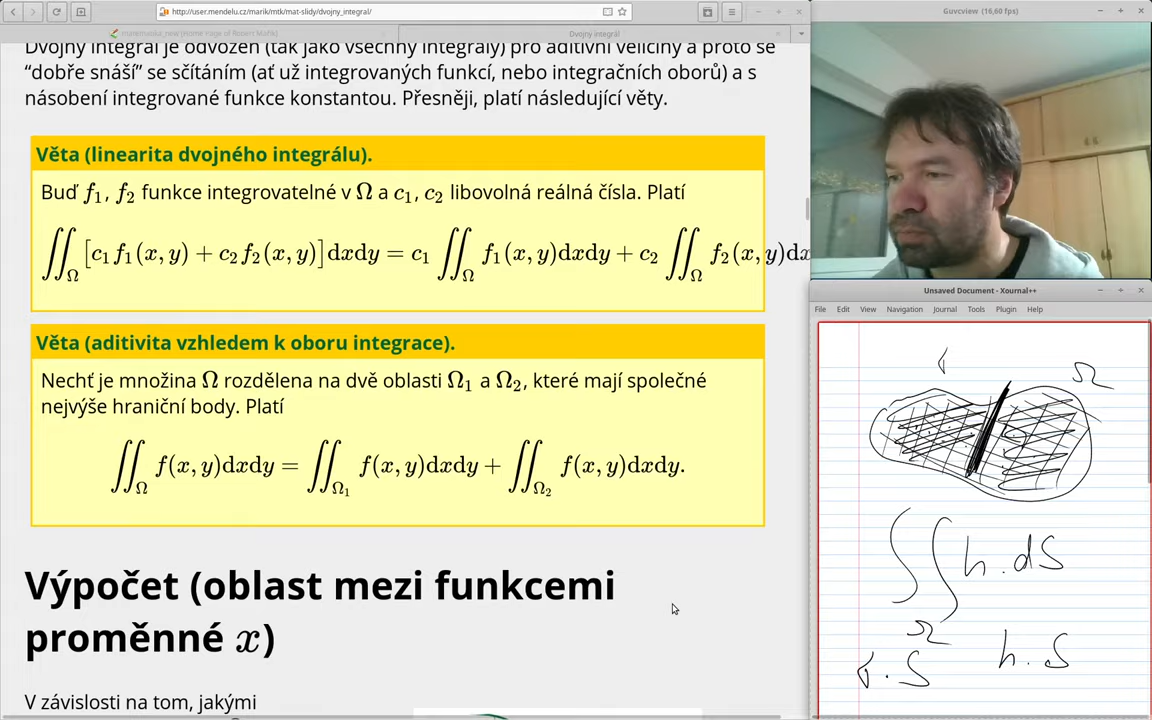 http://user.mendelu.cz/marik/mtk/mat-slidy/dvojny_integral/
Dvojný integrál
Dvojný integrál je odvozen (tak jako všechny integrály) pro aditivní veličiny a proto se
“dobře snáší” se sčítáním (ať už integrovaných funkcí, nebo integračních oborů) a s
násobení integrované funkce konstantou. Přesněji, platí následující věty.
Věta (linearita dvojného integrálu).
Buď f₁, f₂ funkce integrovatelné v Ω a c₁, c₂ libovolná reálná čísla. Platí
∬_Ω [c₁f₁(x, y) + c₂f₂(x, y)]dxdy = c₁ ∬_Ω f₁(x, y)dxdy + c₂ ∬_Ω f₂(x, y)dx
Věta (aditivita vzhledem k oboru integrace).
Nechť je množina Ω rozdělena na dvě oblasti Ω₁ a Ω₂, které mají společné
nejvýše hraniční body. Platí
∬_Ω f(x, y)dxdy = ∬_Ω₁ f(x, y)dxdy + ∬_Ω₂ f(x, y)dxdy.
Výpočet (oblast mezi funkcemi
proměnné x)
V závislosti na tom, jakými
Guvcview (16,60 fps)
Unsaved Document - Xournal++
File Edit View Navigation Journal Tools Plugin Help
Ω
∬_Ω h.dS
h.S